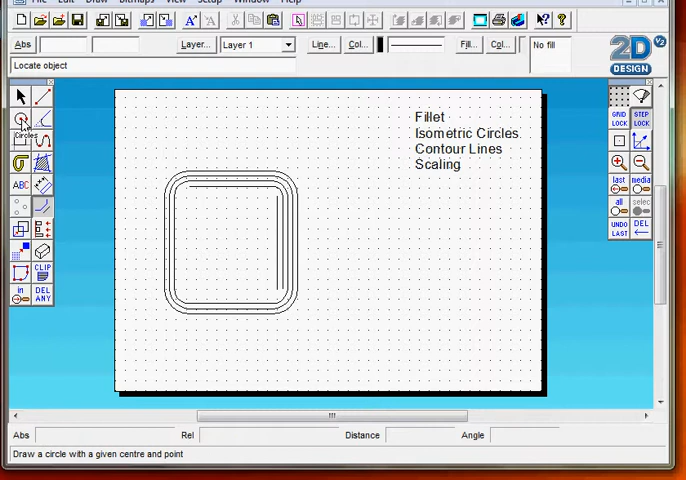 File Edit Draw Bitmaps View Setup Window Help
Abs Layer... Layer 1 Line... Col... Fill... Col... No fill
2D V2
DESIGN
Locate object
Fillet
Isometric Circles
Contour Lines
Scaling
Circles
ABC
CLIP
in DEL ANY
GRID LOCK STEP LOCK
last media
all selec
UNDO LAST DEL
Abs Rel Distance Angle
Draw a circle with a given centre and point